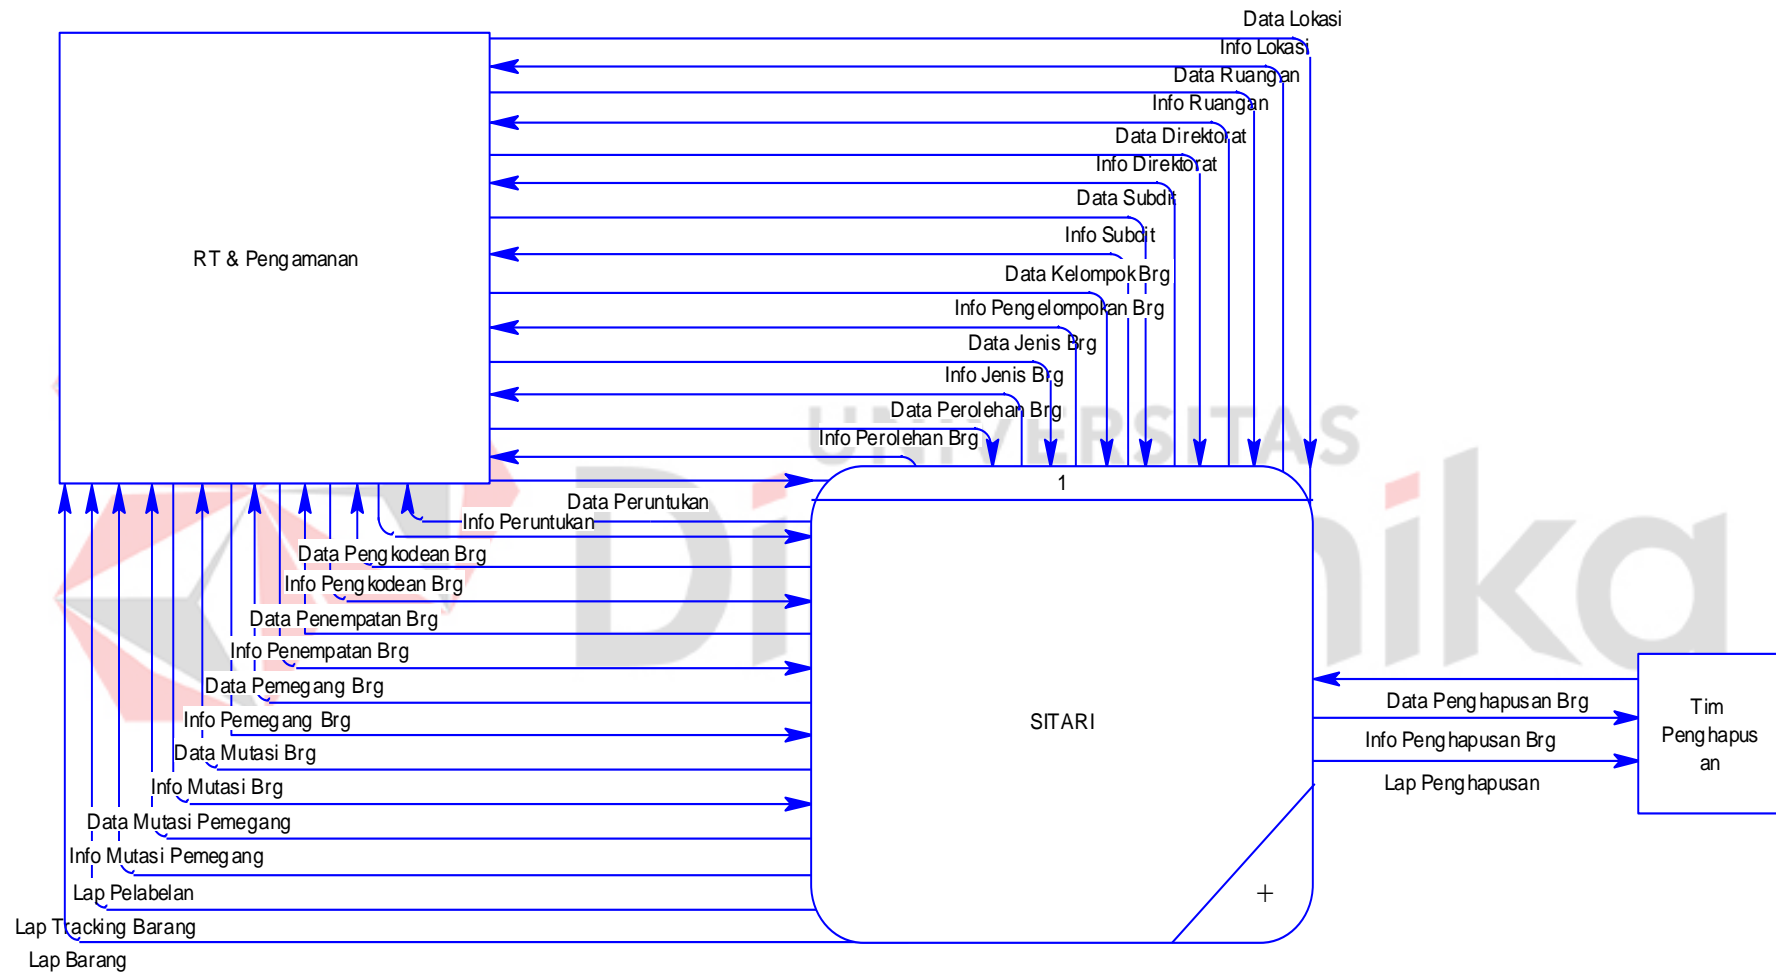 Data Lokasi
Info Lokasi
Data Ruangan
Info Ruangan
Data Direktorat
Info Direktorat
Data Subdit
Info Subdit
RT & Pengamanan
Data Kelompok Brg
Info Pengelompokan Brg
Data Jenis Brg
Info Jenis Brg
Data Perolehan Brg
Info Perolehan Brg
UNIVERSITAS
Dinamika
1
Data Peruntukan
Info Peruntukan
Data Pengkodean Brg
Info Pengkodean Brg
Data Penempatan Brg
Info Penempatan Brg
Data Pemegang Brg
Info Pemegang Brg
Data Mutasi Brg
Info Mutasi Brg
Data Mutasi Pemegang
Info Mutasi Pemegang
Lap Pelabelan
Lap Tracking Barang
Lap Barang
SITARI
+
Data Penghapusan Brg
Info Penghapusan Brg
Lap Penghapusan
Tim
Penghapus
an